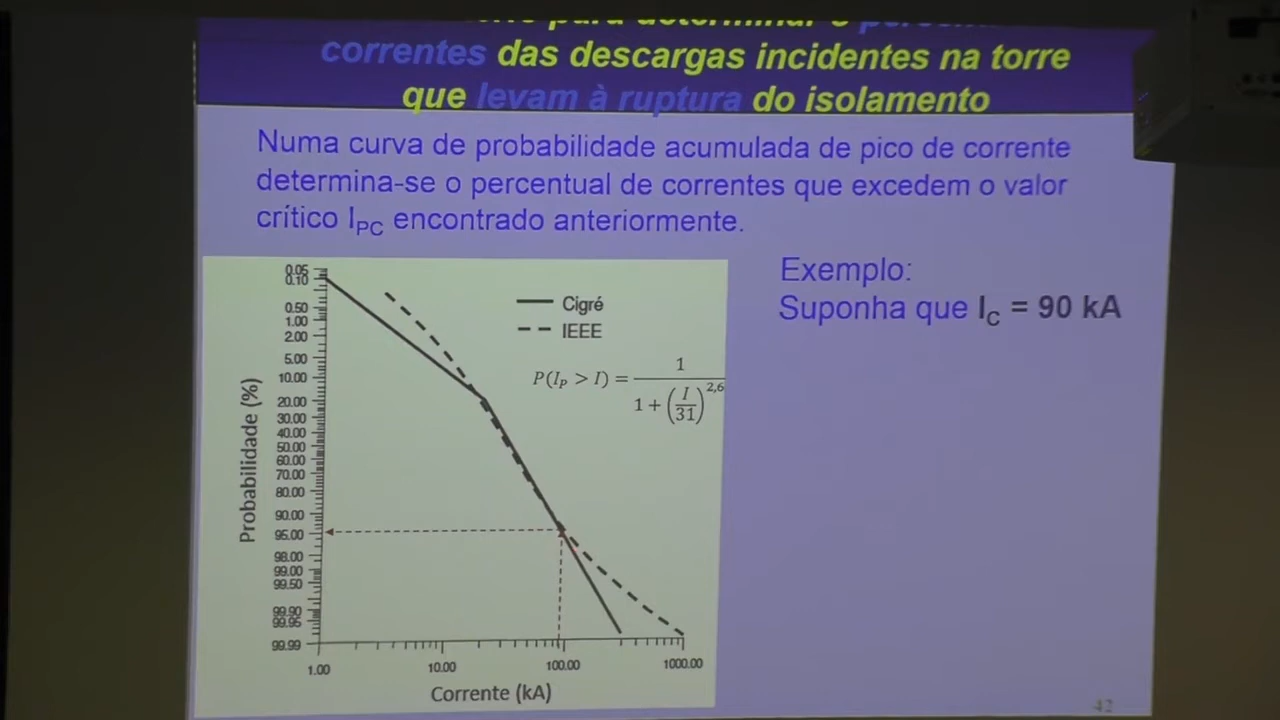 para determinar o
correntes das descargas incidentes na torre
que levam à ruptura do isolamento
Numa curva de probabilidade acumulada de pico de corrente
determina-se o percentual de correntes que excedem o valor
crítico I_PC encontrado anteriormente.
Exemplo:
Suponha que I_C = 90 kA
Cigré
IEEE
P(I_P > I) = 1 / (1 + (I/31)^2,6)
Probabilidade (%)
0.05
0.10
0.50
1.00
2.00
5.00
10.00
20.00
30.00
40.00
50.00
60.00
70.00
80.00
90.00
95.00
98.00
99.00
99.50
99.90
99.95
99.99
1.00 10.00 100.00 1000.00
Corrente (kA)
42